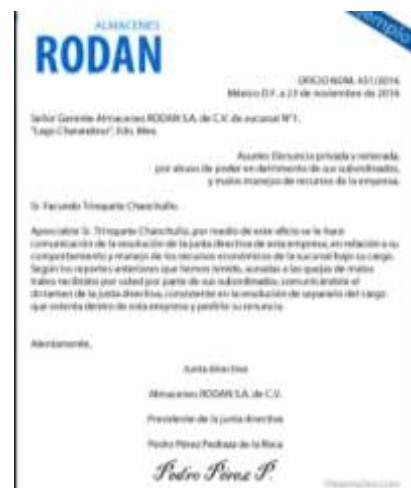 ejemplo
ALMACENES
RODAN
OFICIO NUM. 451/2016
México D.F. a 23 de noviembre de 2016
Señor Gerente Almacenes RODAN S.A. de C.V. de sucursal N°1.
"Lago Chanandino", Edo. Mex.
Asunto: Denuncia privada y reiterada,
por abuso de poder en detrimento de sus subordinados,
y malos manejos de recursos de la empresa.
Sr. Facundo Trinquete Chanchullo.
Apreciable Sr. Trinquete Chanchullo, por medio de este oficio se le hace
comunicación de la resolución de la junta directiva de esta empresa, en relación a su
comportamiento y manejo de los recursos económicos de la sucursal bajo su cargo.
Según los reportes anteriores que hemos tenido, aunadas a las quejas de malos
tratos recibidos por usted por parte de sus subordinados, comunicándole el
dictamen de la junta directiva, consistente en la resolución de separarlo del cargo
que ostenta dentro de esta empresa y pedirle su renuncia.
Atentamente,
Junta directiva
Almacenes RODAN S.A. de C.V.
Presidente de la junta directiva
Pedro Pérez Pedraza de la Roca
Pedro Pérez P.